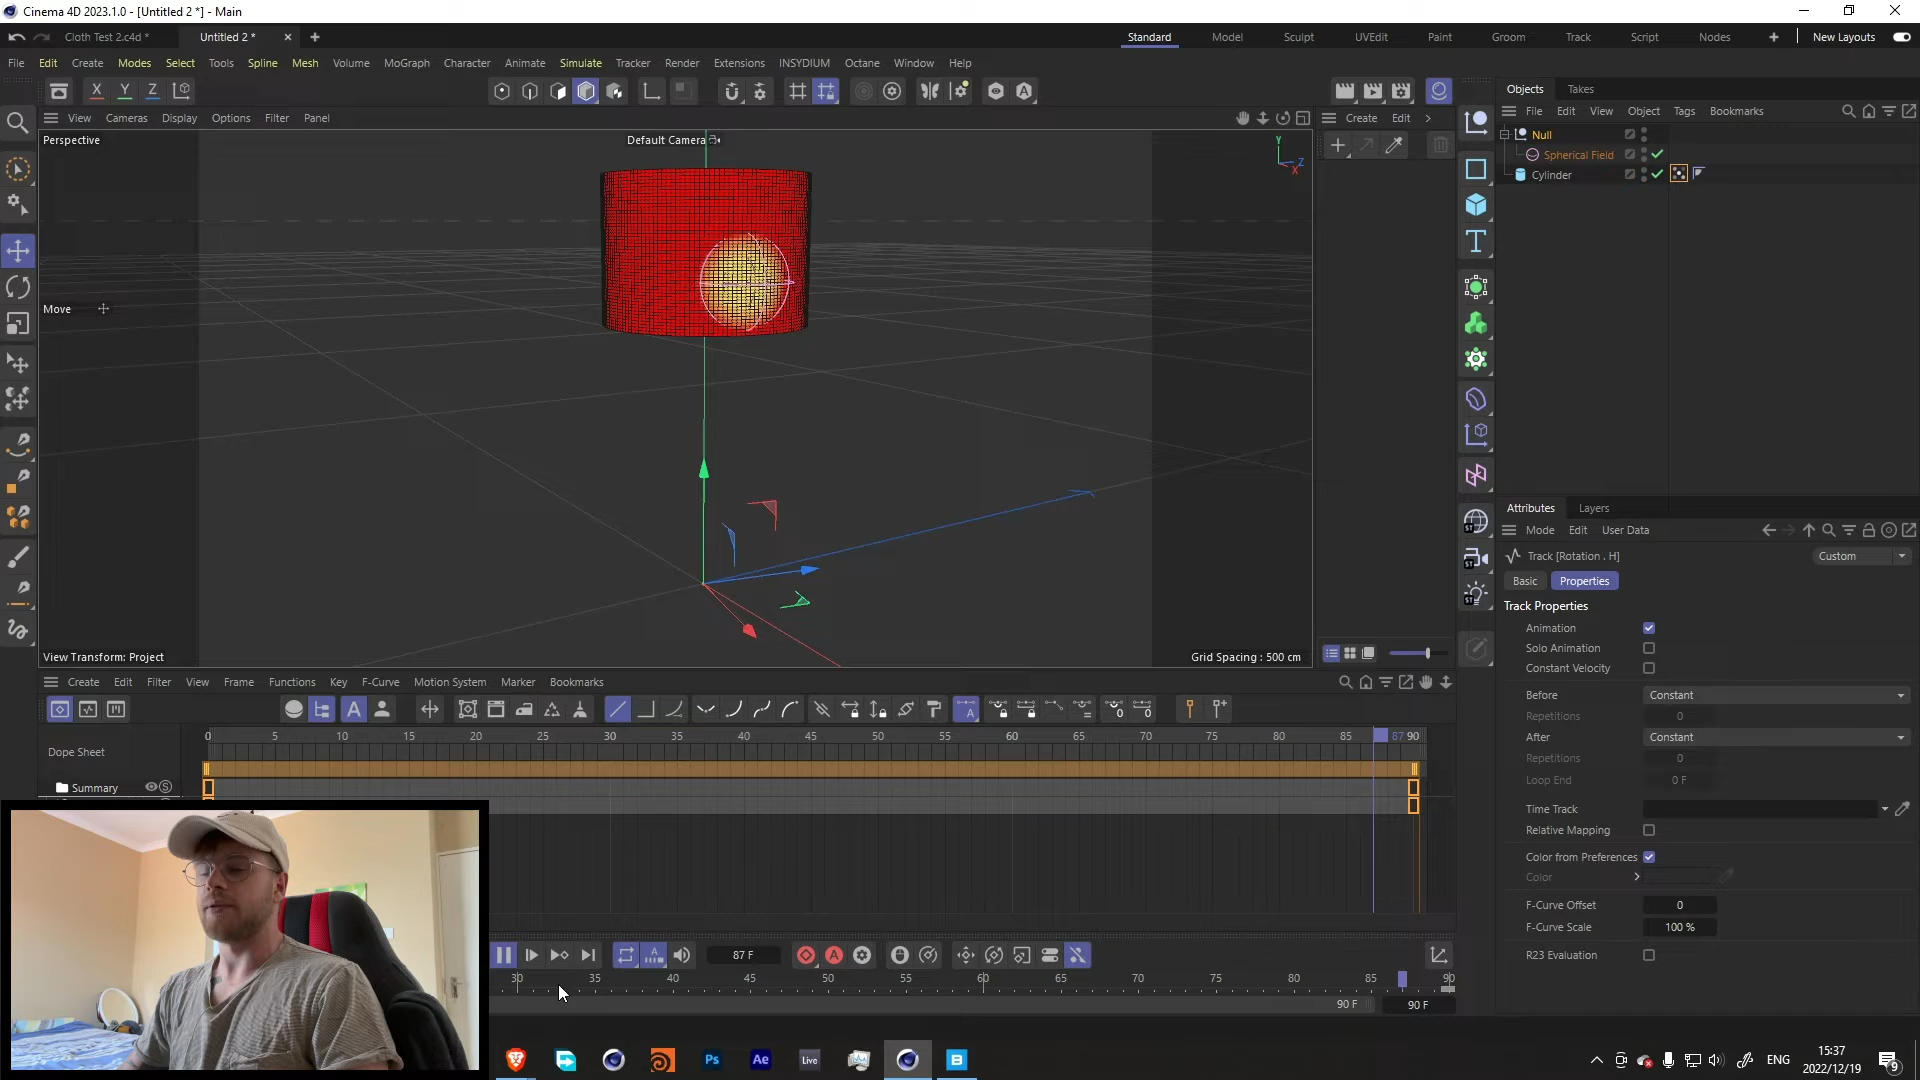 Cinema 4D 2023.1.0 - [Untitled 2 *] - Main
Cloth Test 2.c4d *
Untitled 2 *
Standard
Model
Sculpt
UVEdit
Paint
Groom
Track
Script
Nodes
New Layouts
File Edit Create Modes Select Tools Spline Mesh Volume MoGraph Character Animate Simulate Tracker Render Extensions INSYDIUM Octane Window Help
X Y Z
Objects
Takes
View Cameras Display Options Filter Panel
Create Edit
File Edit View Object Tags Bookmarks
Perspective
Default Camera
Y
Z
X
Null
Spherical Field
Cylinder
Move
View Transform: Project
Grid Spacing : 500 cm
Attributes
Layers
Mode Edit User Data
Track [Rotation . H]
Custom
Basic
Properties
Track Properties
Animation
Solo Animation
Constant Velocity
Before
Constant
Repetitions
0
After
Constant
Repetitions
0
Loop End
0 F
Time Track
Relative Mapping
Color from Preferences
Color
F-Curve Offset
0
F-Curve Scale
100 %
R23 Evaluation
Create Edit Filter View Frame Functions Key F-Curve Motion System Marker Bookmarks
0 5 10 15 20 25 30 35 40 45 50 55 60 65 70 75 80 85 87 90
Dope Sheet
Summary
87 F
30 35 40 45 50 55 60 65 70 75 80 85 90
90 F
90 F
Ps
Ae
Live
B
ENG
15:37
2022/12/19
9